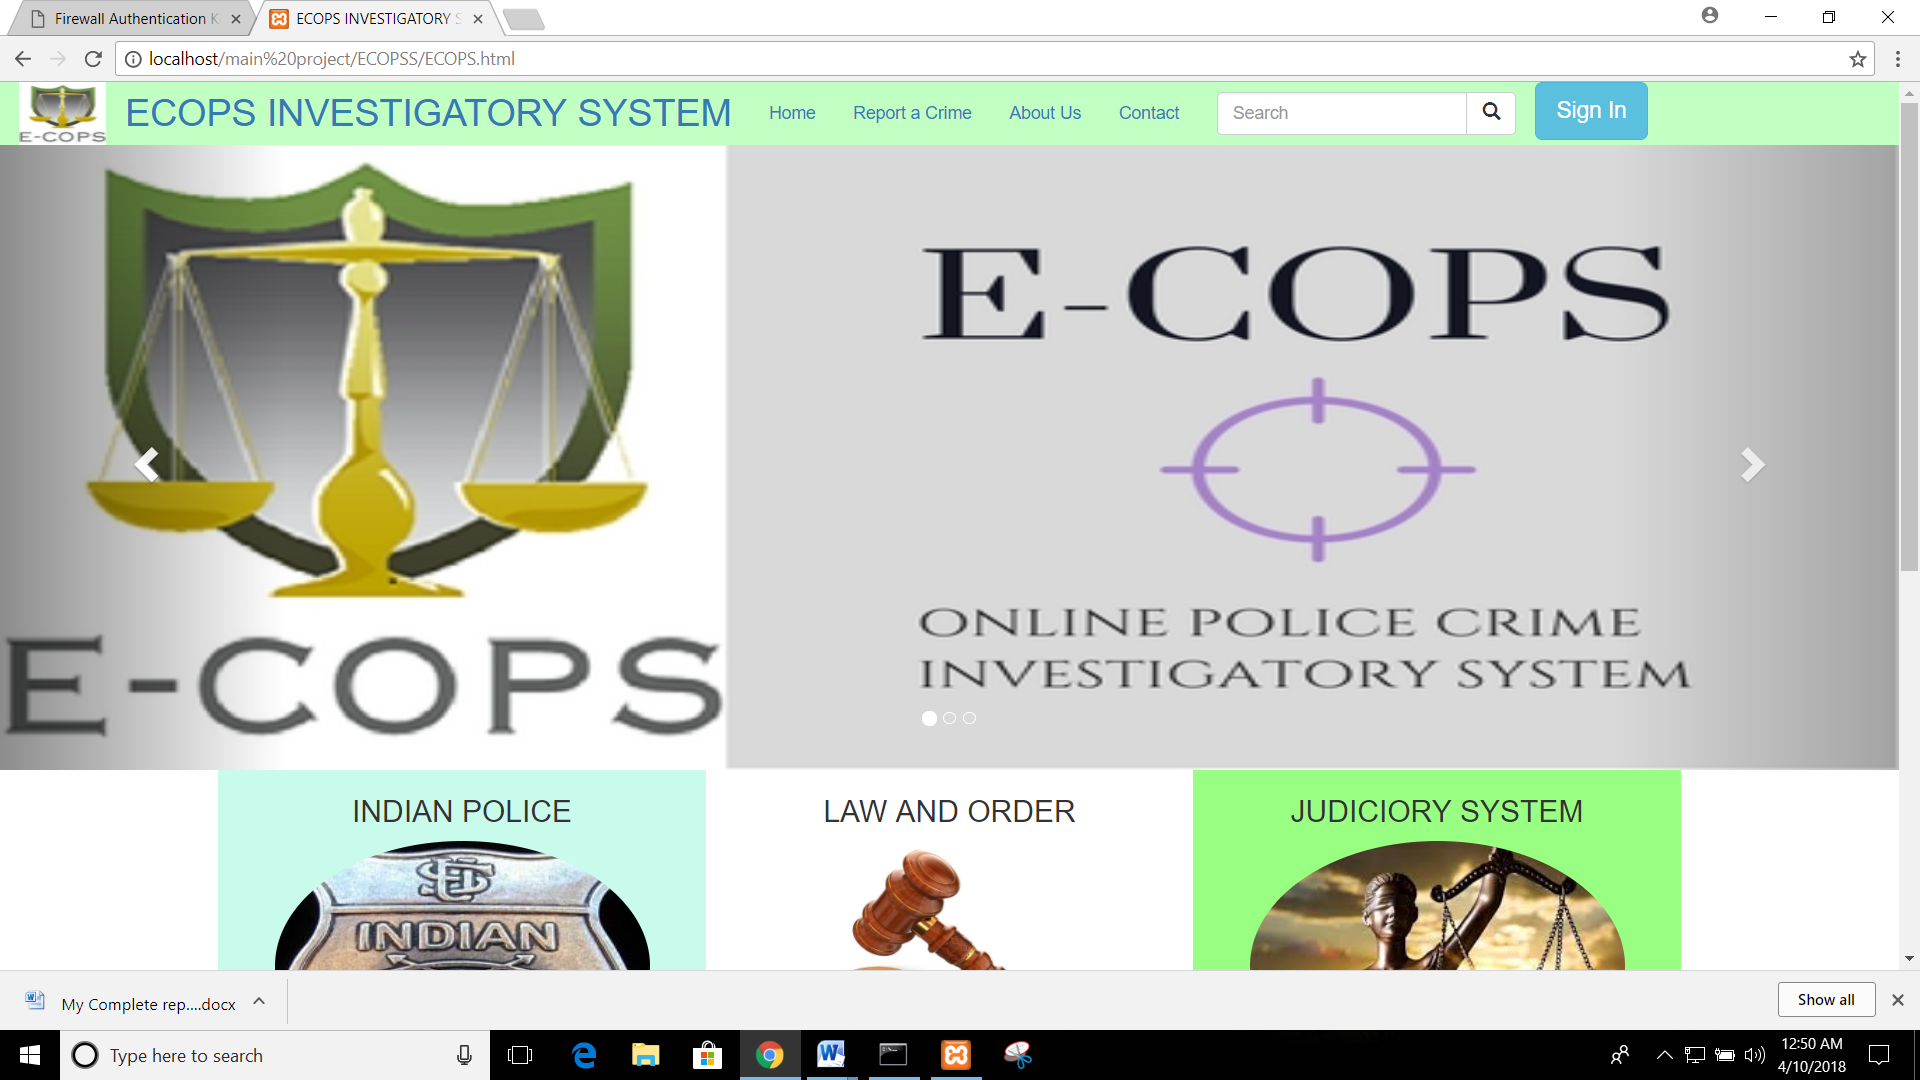 Firewall Authentication K
ECOPS INVESTIGATORY S
localhost/main%20project/ECOPSS/ECOPS.html
E-COPS
ECOPS INVESTIGATORY SYSTEM
Home
Report a Crime
About Us
Contact
Search
Sign In
E-COPS
E-COPS
ONLINE POLICE CRIME
INVESTIGATORY SYSTEM
INDIAN POLICE
LAW AND ORDER
JUDICIORY SYSTEM
INDIAN
My Complete rep....docx
Show all
Type here to search
12:50 AM
4/10/2018